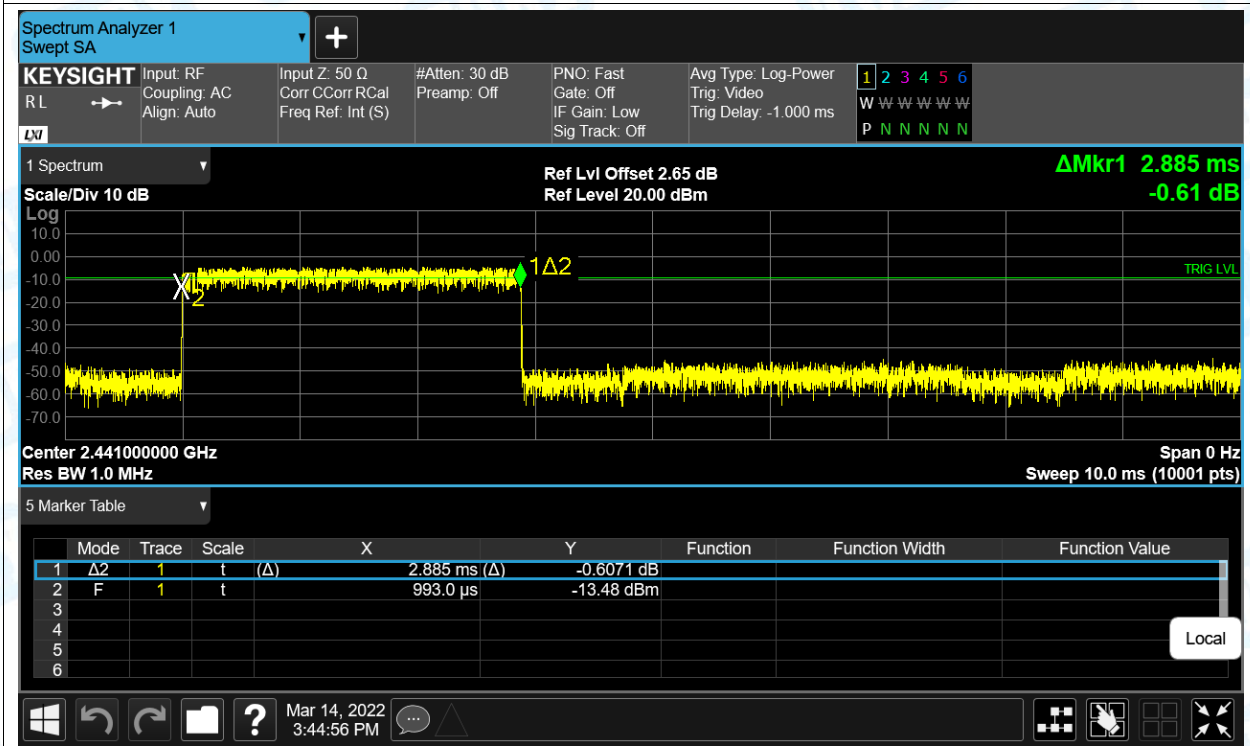 Spectrum Analyzer 1
Swept SA
KEYSIGHT
RL
LXI
Input: RF
Coupling: AC
Align: Auto
Input Z: 50 Ω
Corr CCorr RCal
Freq Ref: Int (S)
#Atten: 30 dB
Preamp: Off
PNO: Fast
Gate: Off
IF Gain: Low
Sig Track: Off
Avg Type: Log-Power
Trig: Video
Trig Delay: -1.000 ms
1 2 3 4 5 6
W W W W W W
P N N N N N
1 Spectrum
Scale/Div 10 dB
Ref Lvl Offset 2.65 dB
Ref Level 20.00 dBm
ΔMkr1 2.885 ms
-0.61 dB
Log
10.0
0.00
-10.0
-20.0
-30.0
-40.0
-50.0
-60.0
-70.0
X2
1Δ2
TRIG LVL
Center 2.441000000 GHz
Span 0 Hz
Res BW 1.0 MHz
Sweep 10.0 ms (10001 pts)
5 Marker Table
Mode Trace Scale X Y Function Function Width Function Value
1 Δ2 1 t (Δ) 2.885 ms (Δ) -0.6071 dB
2 F 1 t 993.0 µs -13.48 dBm
3
4
5
6
Local
?
Mar 14, 2022
3:44:56 PM